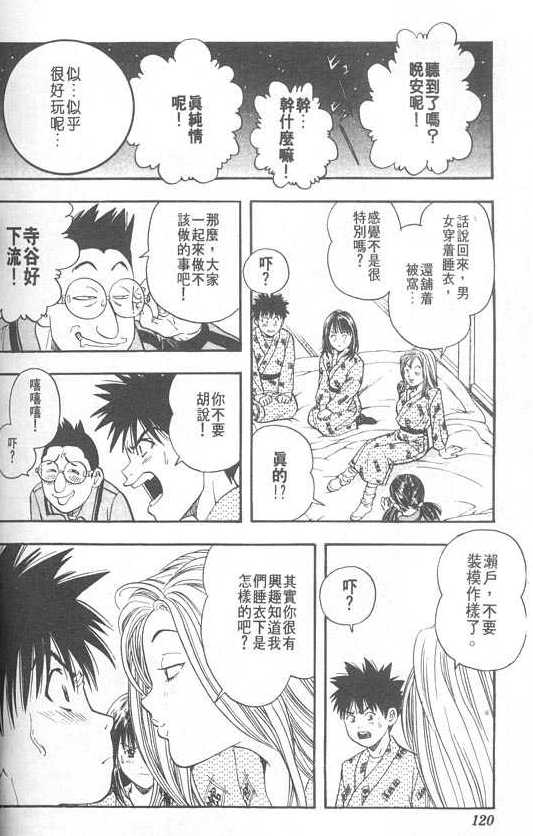 聽到了嗎?
晚安呢!
幹…
幹什麼嘛!
眞純情
呢!
似…似乎
很好玩呢…
話說回來,男
女穿着睡衣,
還舖着
被窩…
感覺不是很
特別嗎?
吓?
眞的!?
那麼,大家
一起來做不
該做的事吧!
寺谷好
下流!
你不要
胡說!
嘻嘻嘻!
吓?
瀨戶,不要
裝模作樣了。
吓?
其實你很有
興趣知道我
們睡衣下是
怎樣的吧?
120